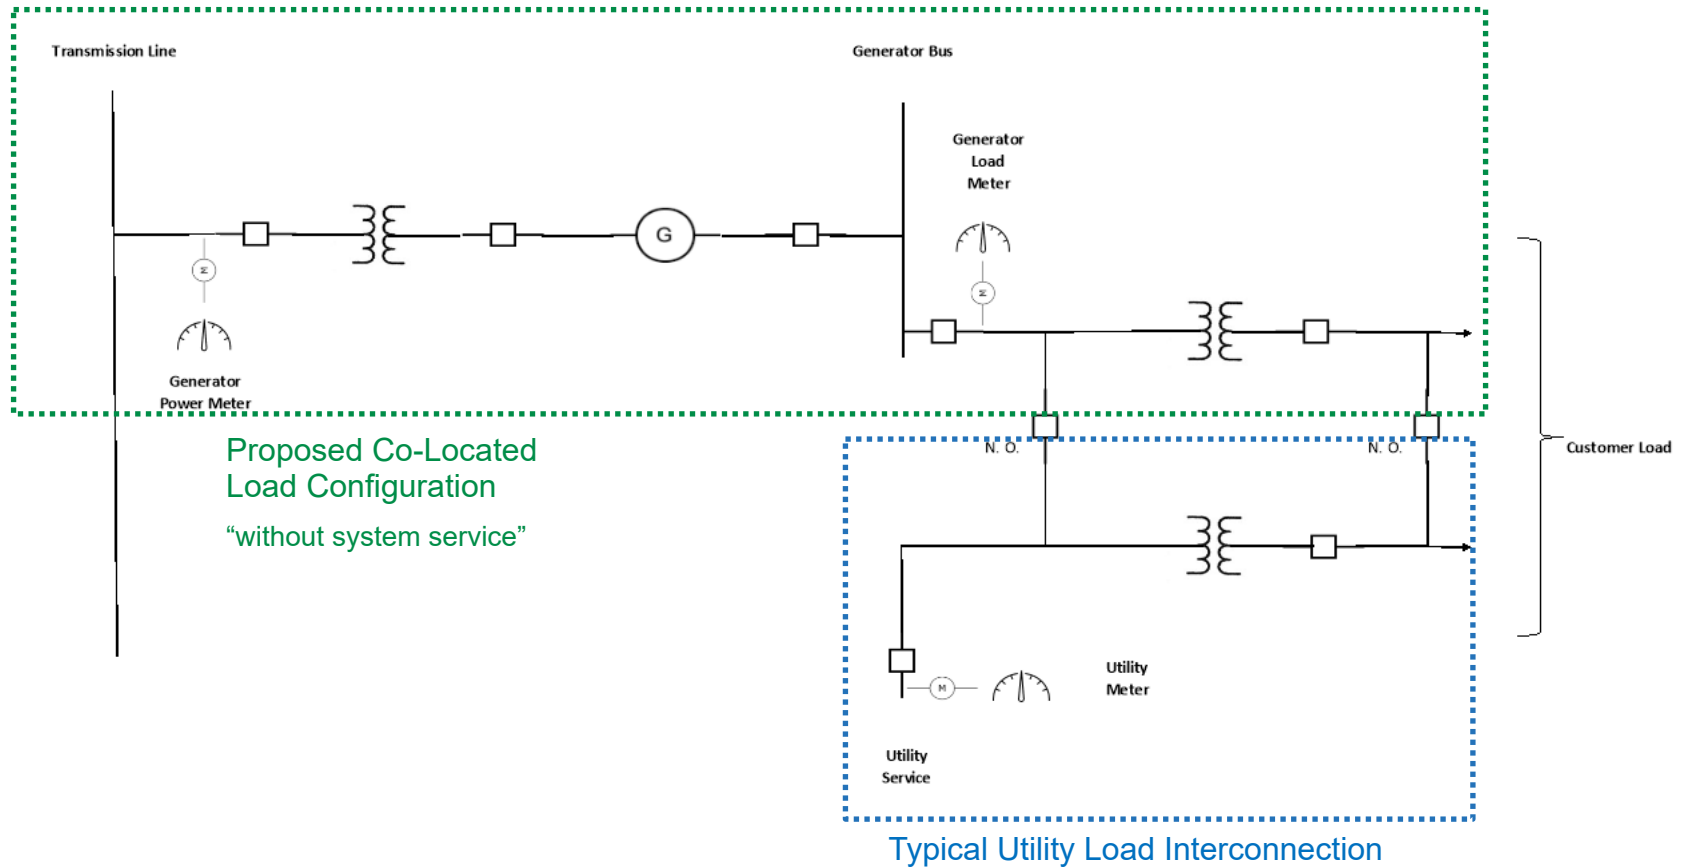 Transmission Line
Generator Bus
Generator
Load
Meter
G
M
M
Generator
Power Meter
Proposed Co-Located
Load Configuration
“without system service”
N. O.
N. O.
Customer Load
M
Utility
Meter
Utility
Service
Typical Utility Load Interconnection